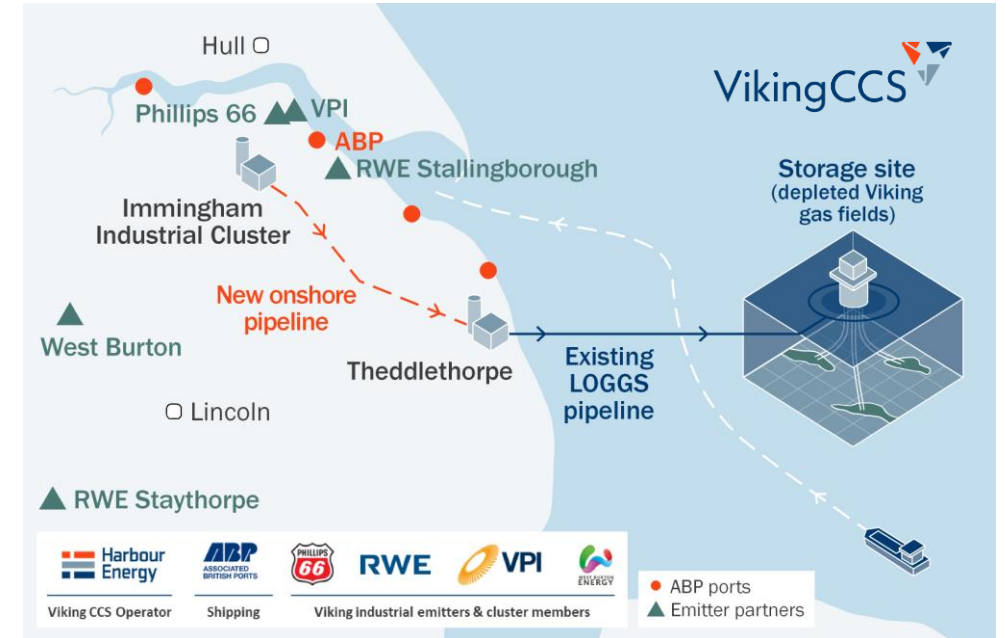 Hull
VikingCCS
Phillips 66
VPI
ABP
RWE Stallingborough
Storage site
(depleted Viking
gas fields)
Immingham
Industrial Cluster
New onshore
pipeline
West Burton
Theddlethorpe
Existing
LOGGS
pipeline
Lincoln
RWE Staythorpe
Harbour
Energy
ABP
ASSOCIATED
BRITISH PORTS
PHILLIPS
66
RWE
VPI
WEST BURTON
ENERGY
Viking CCS Operator
Shipping
Viking industrial emitters & cluster members
ABP ports
Emitter partners